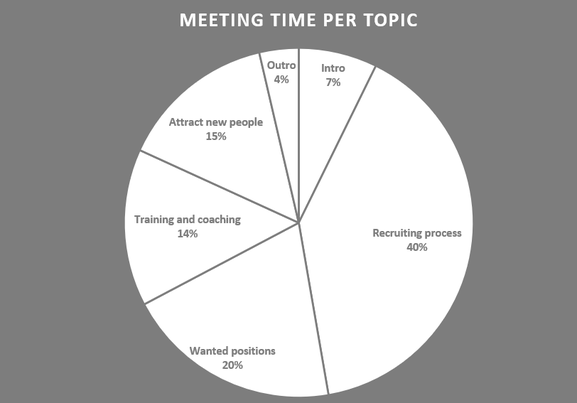 MEETING TIME PER TOPIC
Outro
4%
Intro
7%
Attract new people
15%
Training and coaching
14%
Recruiting process
40%
Wanted positions
20%